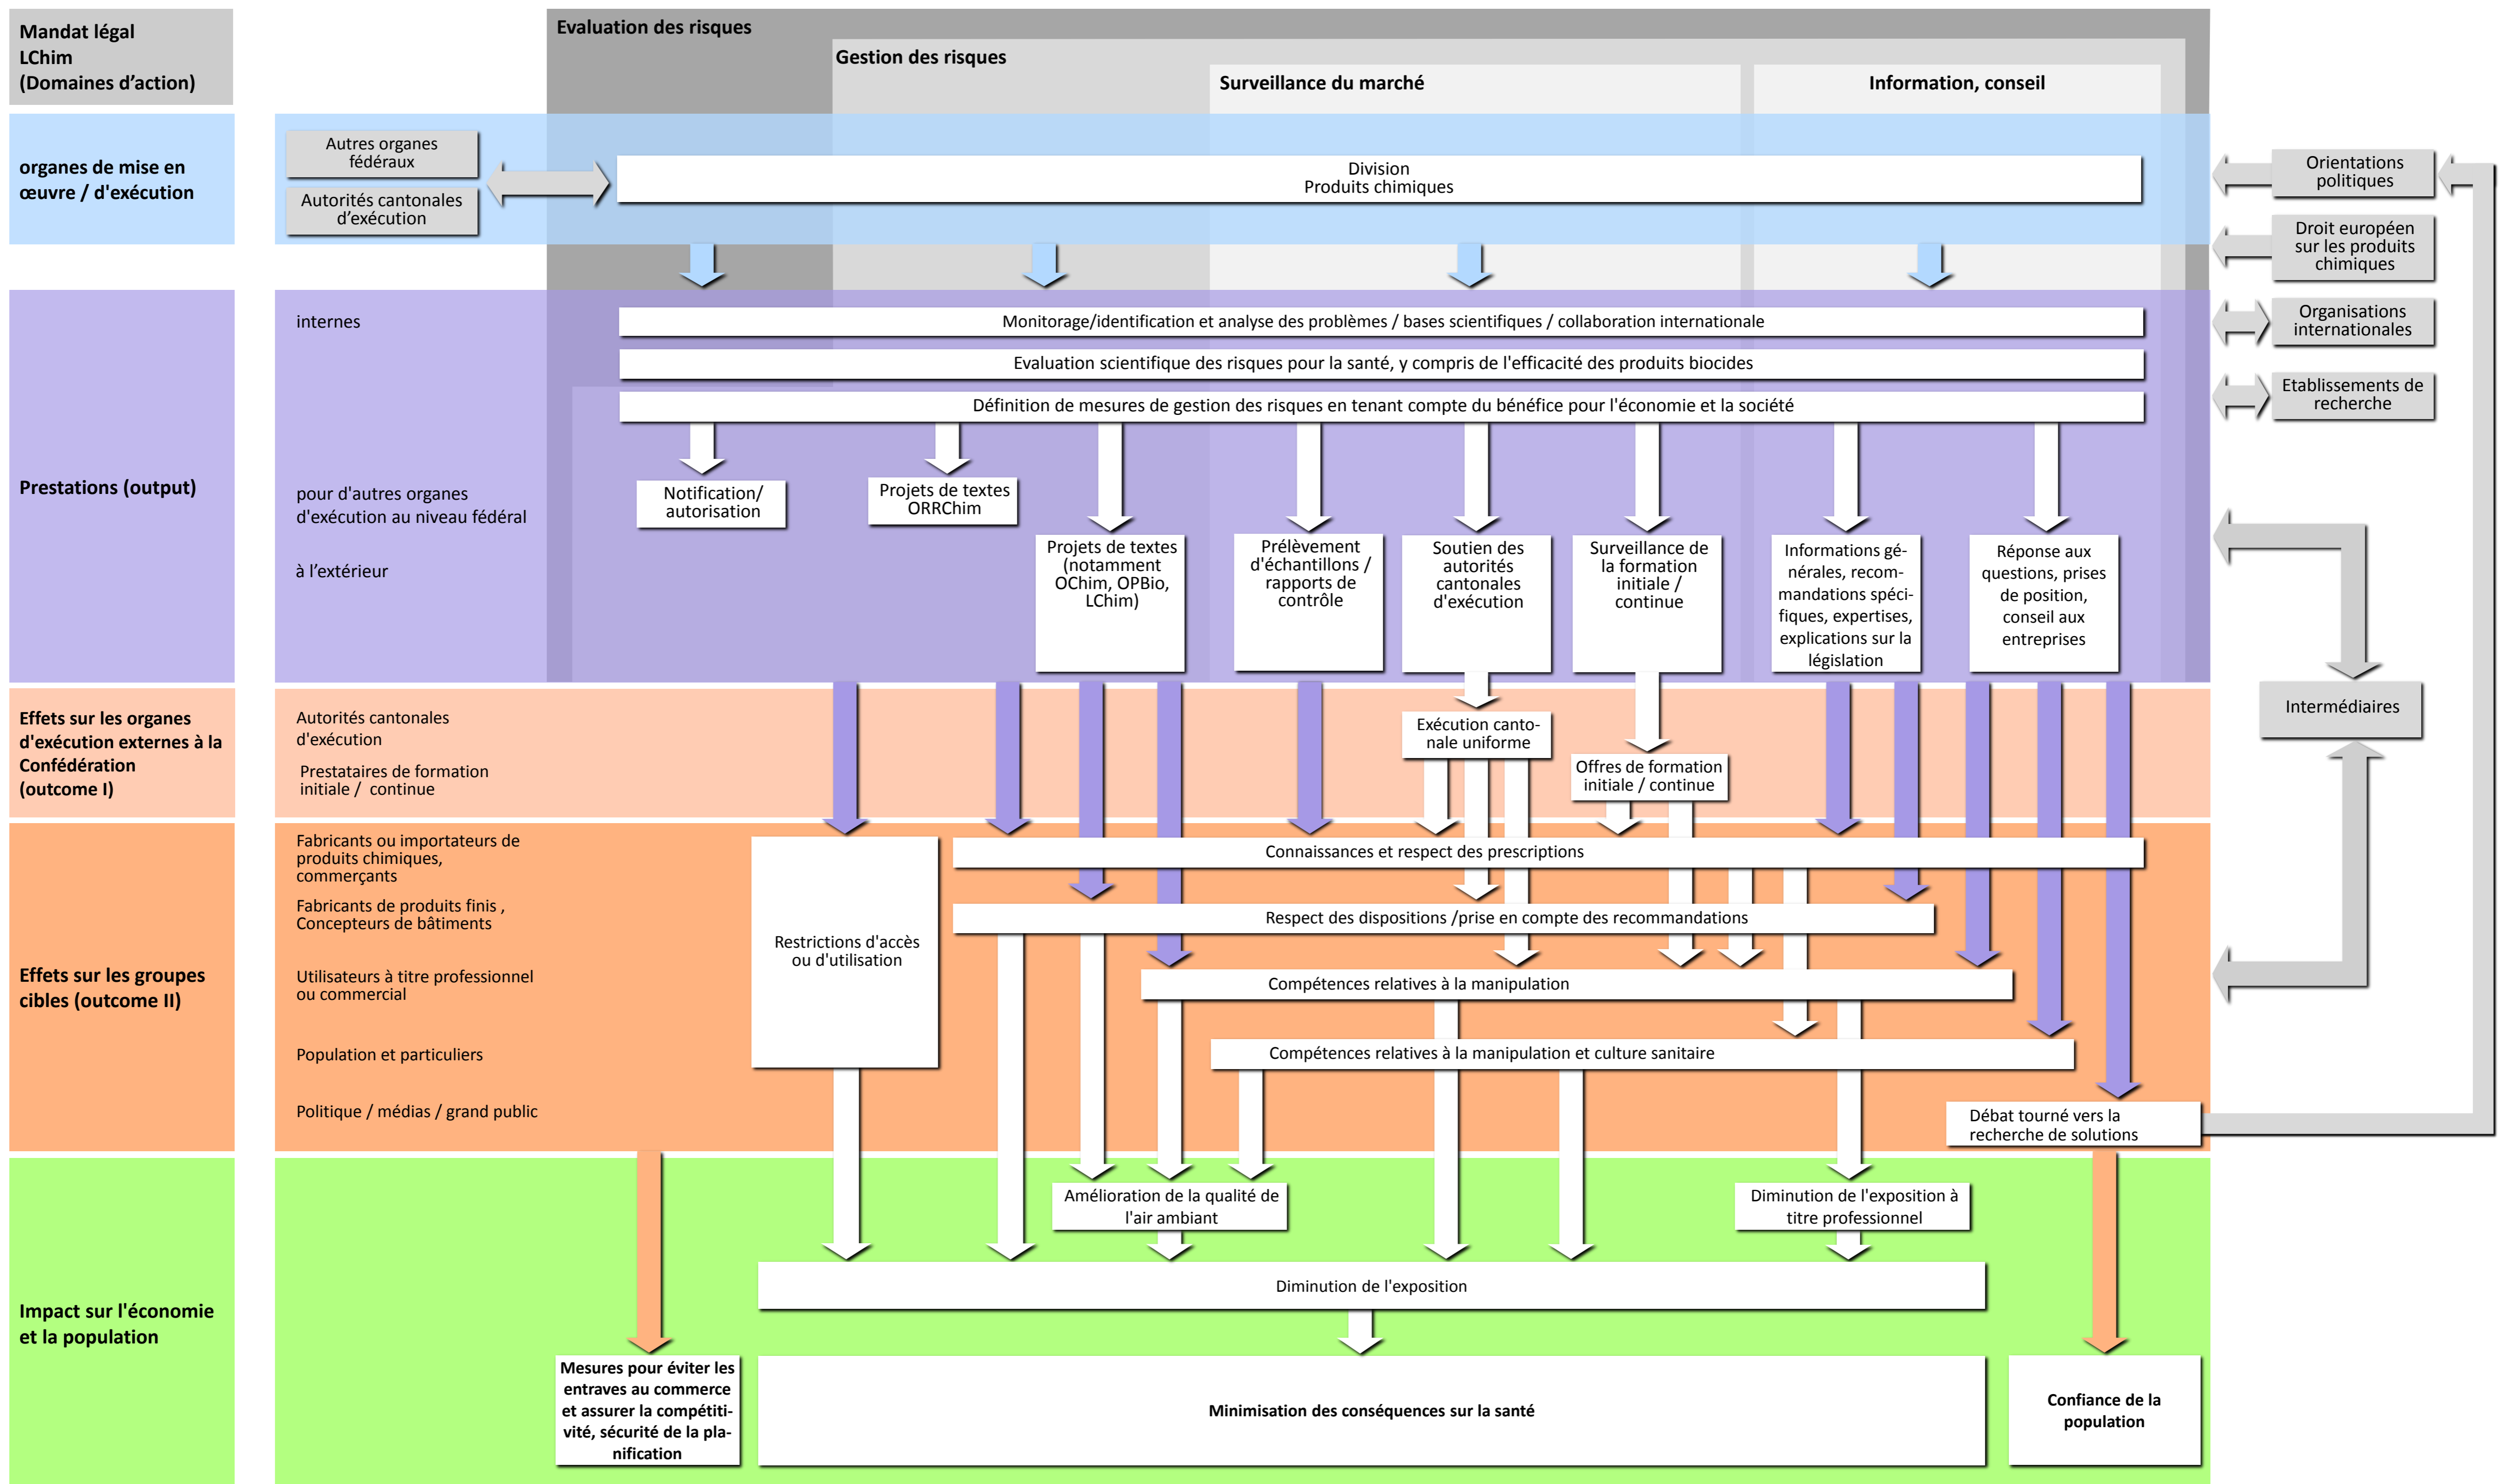 Mandat légal
LChim
(Domaines d’action)
Evaluation des risques
Gestion des risques
Surveillance du marché
Information, conseil
organes de mise en
œuvre / d'exécution
Autres organes
fédéraux
Autorités cantonales
d’exécution
Division
Produits chimiques
Orientations
politiques
Droit européen
sur les produits
chimiques
Prestations (output)
internes
Monitorage/identification et analyse des problèmes / bases scientifiques / collaboration internationale
Organisations
internationales
Evaluation scientifique des risques pour la santé, y compris de l'efficacité des produits biocides
Définition de mesures de gestion des risques en tenant compte du bénéfice pour l'économie et la société
Etablissements de
recherche
pour d'autres organes
d'exécution au niveau fédéral
Notification/
autorisation
Projets de textes
ORRChim
à l’extérieur
Projets de textes
(notamment
OChim, OPBio,
LChim)
Prélèvement
d'échantillons /
rapports de
contrôle
Soutien des
autorités
cantonales
d'exécution
Surveillance de
la formation
initiale /
continue
Informations gé-
nérales, recom-
mandations spéci-
fiques, expertises,
explications sur la
législation
Réponse aux
questions, prises
de position,
conseil aux
entreprises
Intermédiaires
Effets sur les organes
d'exécution externes à la
Confédération
(outcome I)
Autorités cantonales
d'exécution
Prestataires de formation
initiale /  continue
Exécution canto-
nale uniforme
Offres de formation
initiale / continue
Effets sur les groupes
cibles (outcome II)
Fabricants ou importateurs de
produits chimiques,
commerçants
Connaissances et respect des prescriptions
Fabricants de produits finis ,
Concepteurs de bâtiments
Respect des dispositions /prise en compte des recommandations
Restrictions d'accès
ou d'utilisation
Utilisateurs à titre professionnel
ou commercial
Compétences relatives à la manipulation
Population et particuliers
Compétences relatives à la manipulation et culture sanitaire
Politique / médias / grand public
Débat tourné vers la
recherche de solutions
Impact sur l'économie
et la population
Amélioration de la qualité de
l'air ambiant
Diminution de l'exposition à
titre professionnel
Diminution de l'exposition
Mesures pour éviter les
entraves au commerce
et assurer la compétiti-
vité, sécurité de la pla-
nification
Minimisation des conséquences sur la santé
Confiance de la
population